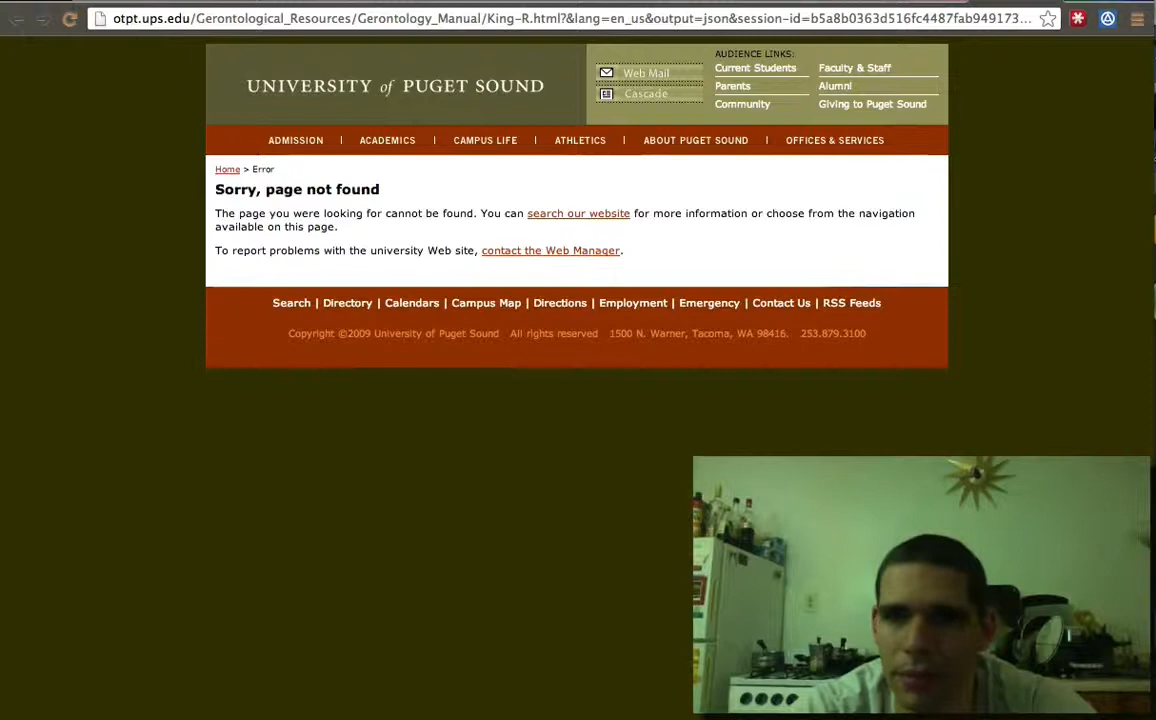 otpt.ups.edu/Gerontological_Resources/Gerontology_Manual/King-R.html?&lang=en_us&output=json&session-id=b5a8b0363d516fc4487fab949173...
UNIVERSITY of PUGET SOUND
Web Mail
Cascade
AUDIENCE LINKS:
Current Students
Faculty & Staff
Parents
Alumni
Community
Giving to Puget Sound
ADMISSION | ACADEMICS | CAMPUS LIFE | ATHLETICS | ABOUT PUGET SOUND | OFFICES & SERVICES
Home > Error
Sorry, page not found
The page you were looking for cannot be found. You can search our website for more information or choose from the navigation
available on this page.
To report problems with the university Web site, contact the Web Manager.
Search | Directory | Calendars | Campus Map | Directions | Employment | Emergency | Contact Us | RSS Feeds
Copyright ©2009 University of Puget Sound All rights reserved 1500 N. Warner, Tacoma, WA 98416. 253.879.3100